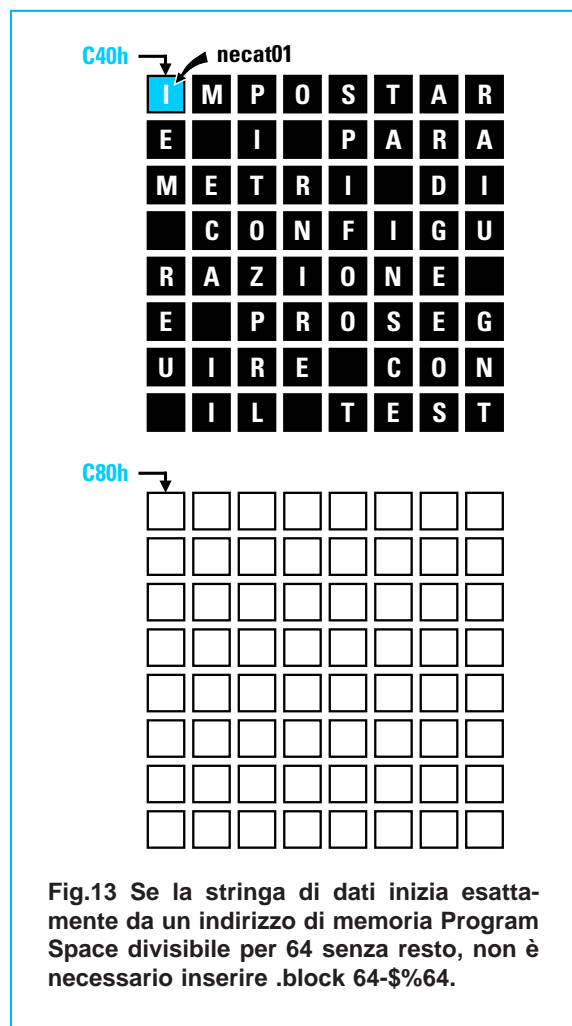 C40h necat01
I M P O S T A R
E I P A R A
M E T R I D I
C O N F I G U
R A Z I O N E
E P R O S E G
U I R E C O N
I L T E S T
C80h
Fig.13 Se la stringa di dati inizia esatta-
mente da un indirizzo di memoria Program
Space divisibile per 64 senza resto, non è
necessario inserire .block 64-$%64.